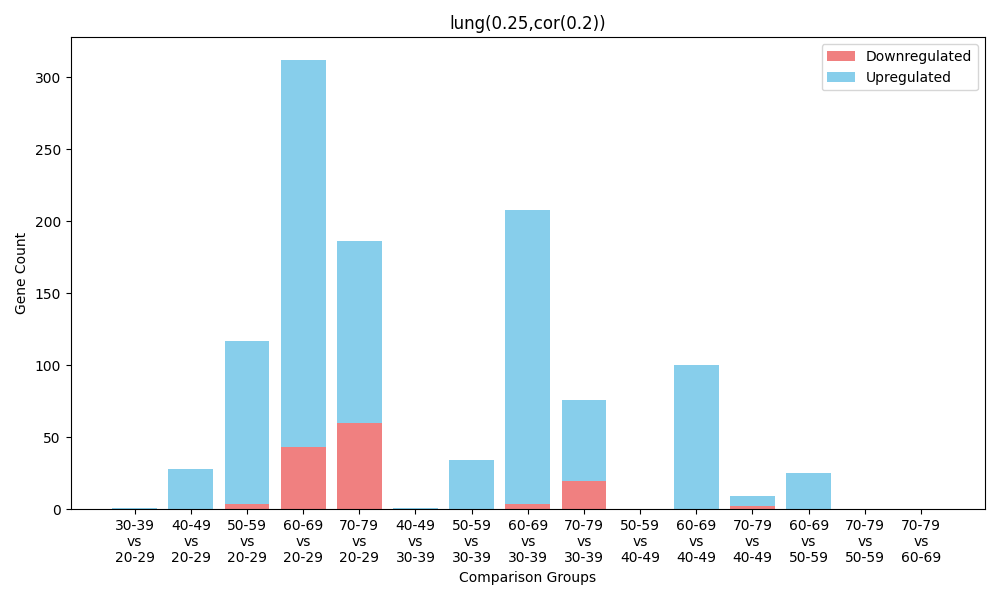 lung(0.25,cor(0.2))
Downregulated
Upregulated
Gene Count
300
250
200
150
100
50
0
30-39
vs
20-29
40-49
vs
20-29
50-59
vs
20-29
60-69
vs
20-29
70-79
vs
20-29
40-49
vs
30-39
50-59
vs
30-39
60-69
vs
30-39
70-79
vs
30-39
50-59
vs
40-49
60-69
vs
40-49
70-79
vs
40-49
60-69
vs
50-59
70-79
vs
50-59
70-79
vs
60-69
Comparison Groups